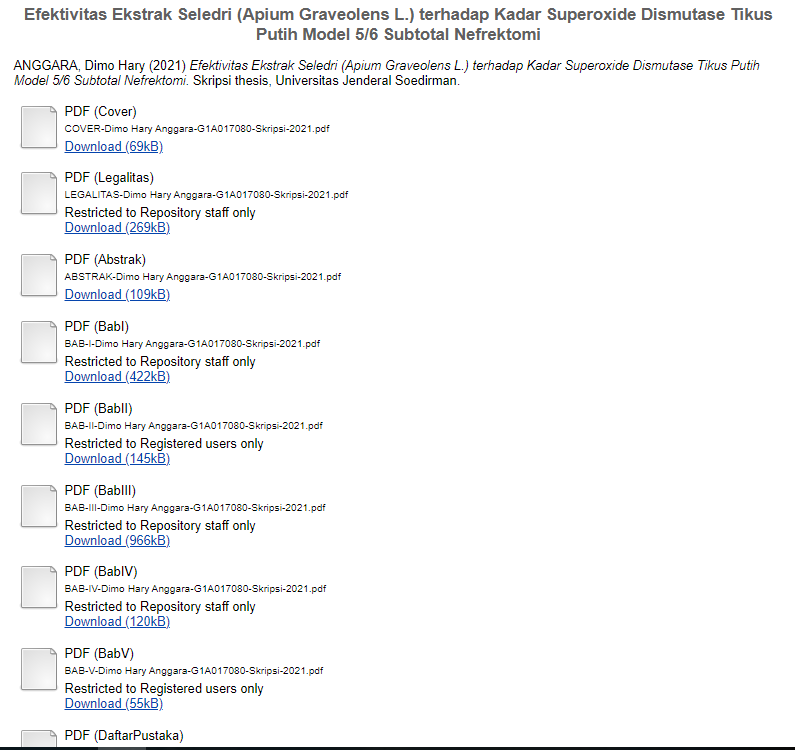 Efektivitas Ekstrak Seledri (Apium Graveolens L.) terhadap Kadar Superoxide Dismutase Tikus
Putih Model 5/6 Subtotal Nefrektomi
ANGGARA, Dimo Hary (2021) Efektivitas Ekstrak Seledri (Apium Graveolens L.) terhadap Kadar Superoxide Dismutase Tikus Putih
Model 5/6 Subtotal Nefrektomi. Skripsi thesis, Universitas Jenderal Soedirman.
PDF (Cover)
COVER-Dimo Hary Anggara-G1A017080-Skripsi-2021.pdf
Download (69kB)
PDF (Legalitas)
LEGALITAS-Dimo Hary Anggara-G1A017080-Skripsi-2021.pdf
Restricted to Repository staff only
Download (269kB)
PDF (Abstrak)
ABSTRAK-Dimo Hary Anggara-G1A017080-Skripsi-2021.pdf
Download (109kB)
PDF (BabI)
BAB-I-Dimo Hary Anggara-G1A017080-Skripsi-2021.pdf
Restricted to Repository staff only
Download (422kB)
PDF (BabII)
BAB-II-Dimo Hary Anggara-G1A017080-Skripsi-2021.pdf
Restricted to Registered users only
Download (145kB)
PDF (BabIII)
BAB-III-Dimo Hary Anggara-G1A017080-Skripsi-2021.pdf
Restricted to Repository staff only
Download (966kB)
PDF (BabIV)
BAB-IV-Dimo Hary Anggara-G1A017080-Skripsi-2021.pdf
Restricted to Repository staff only
Download (120kB)
PDF (BabV)
BAB-V-Dimo Hary Anggara-G1A017080-Skripsi-2021.pdf
Restricted to Registered users only
Download (55kB)
PDF (DaftarPustaka)